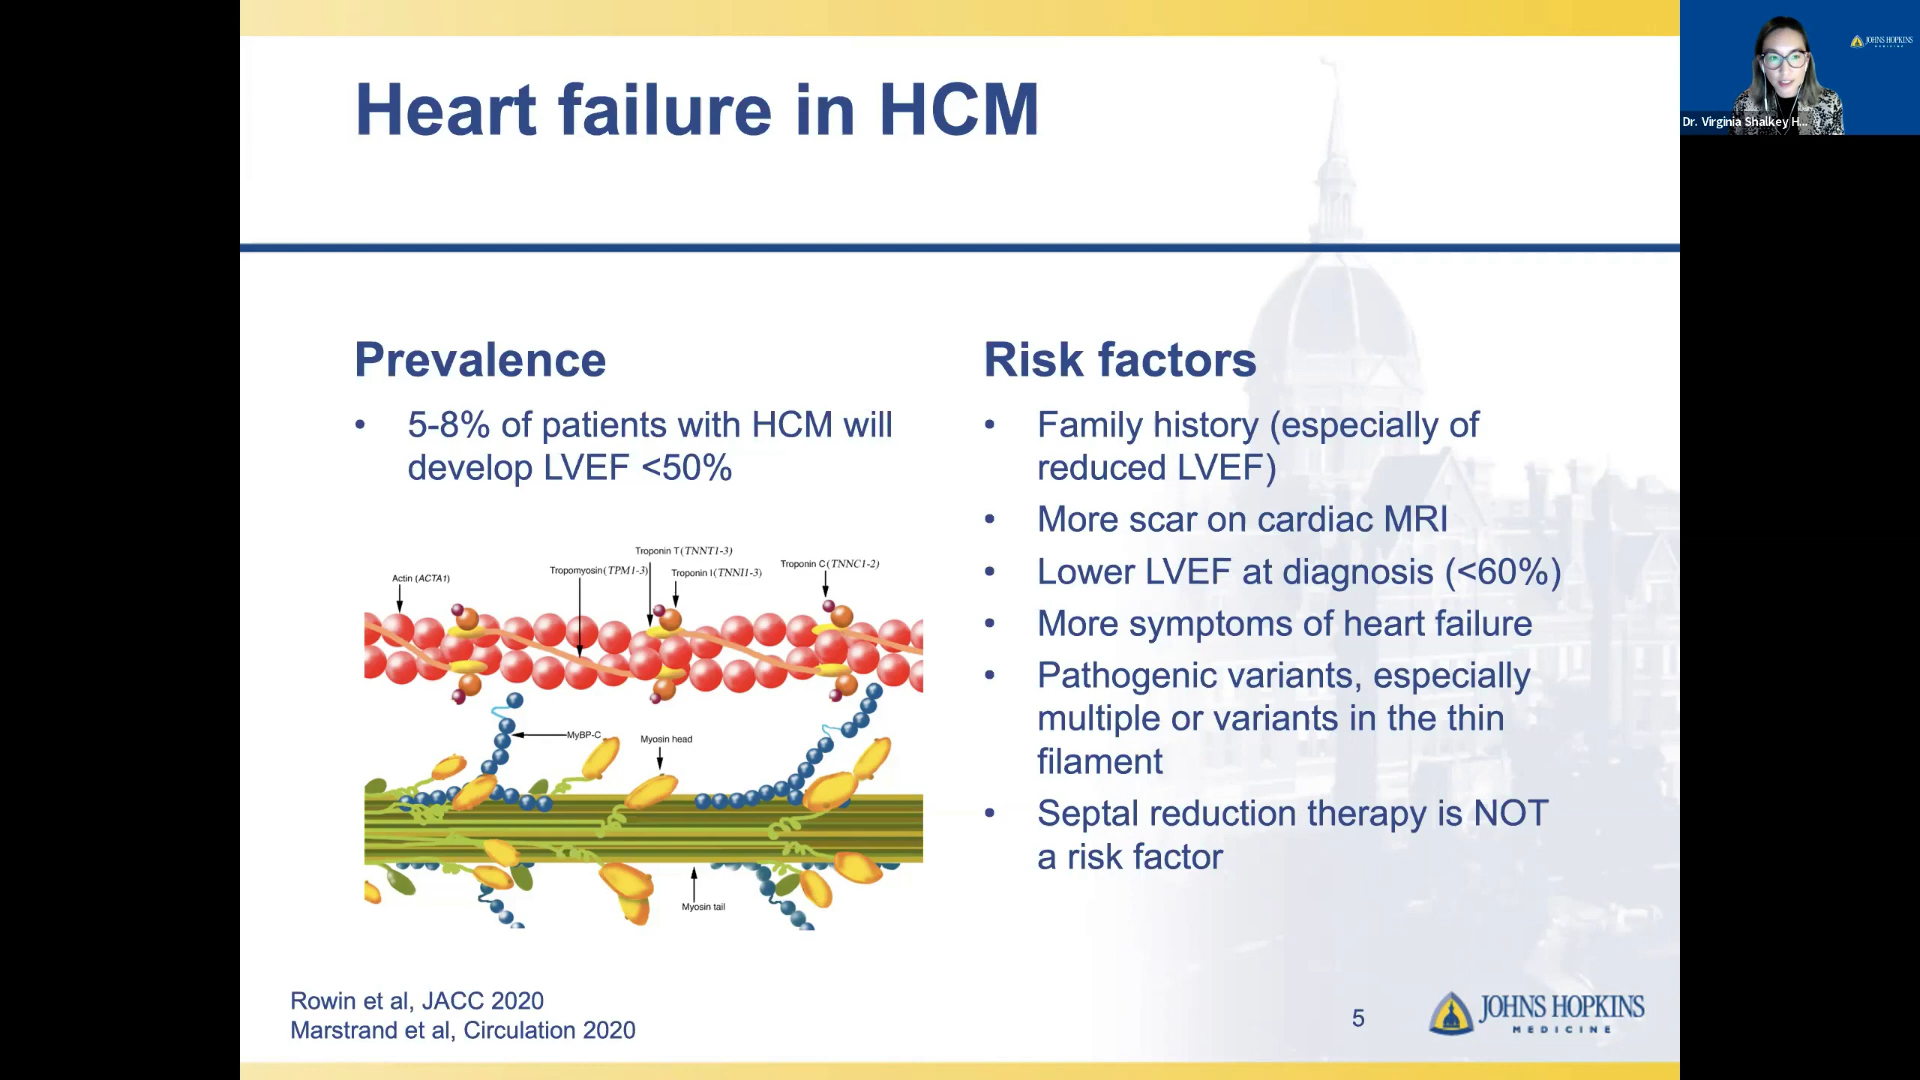 Heart failure in HCM
JOHNS HOPKINS
MEDICINE
Dr. Virginia Shalkey H...
Prevalence
• 5-8% of patients with HCM will
develop LVEF <50%
Troponin T (TNNT1-3)
Tropomyosin (TPM1-3)
Troponin I (TNNI1-3)
Troponin C (TNNC1-2)
Actin (ACTA1)
MyBP-C
Myosin head
Myosin tail
Risk factors
• Family history (especially of
reduced LVEF)
• More scar on cardiac MRI
• Lower LVEF at diagnosis (<60%)
• More symptoms of heart failure
• Pathogenic variants, especially
multiple or variants in the thin
filament
• Septal reduction therapy is NOT
a risk factor
Rowin et al, JACC 2020
Marstrand et al, Circulation 2020
5
JOHNS HOPKINS
MEDICINE